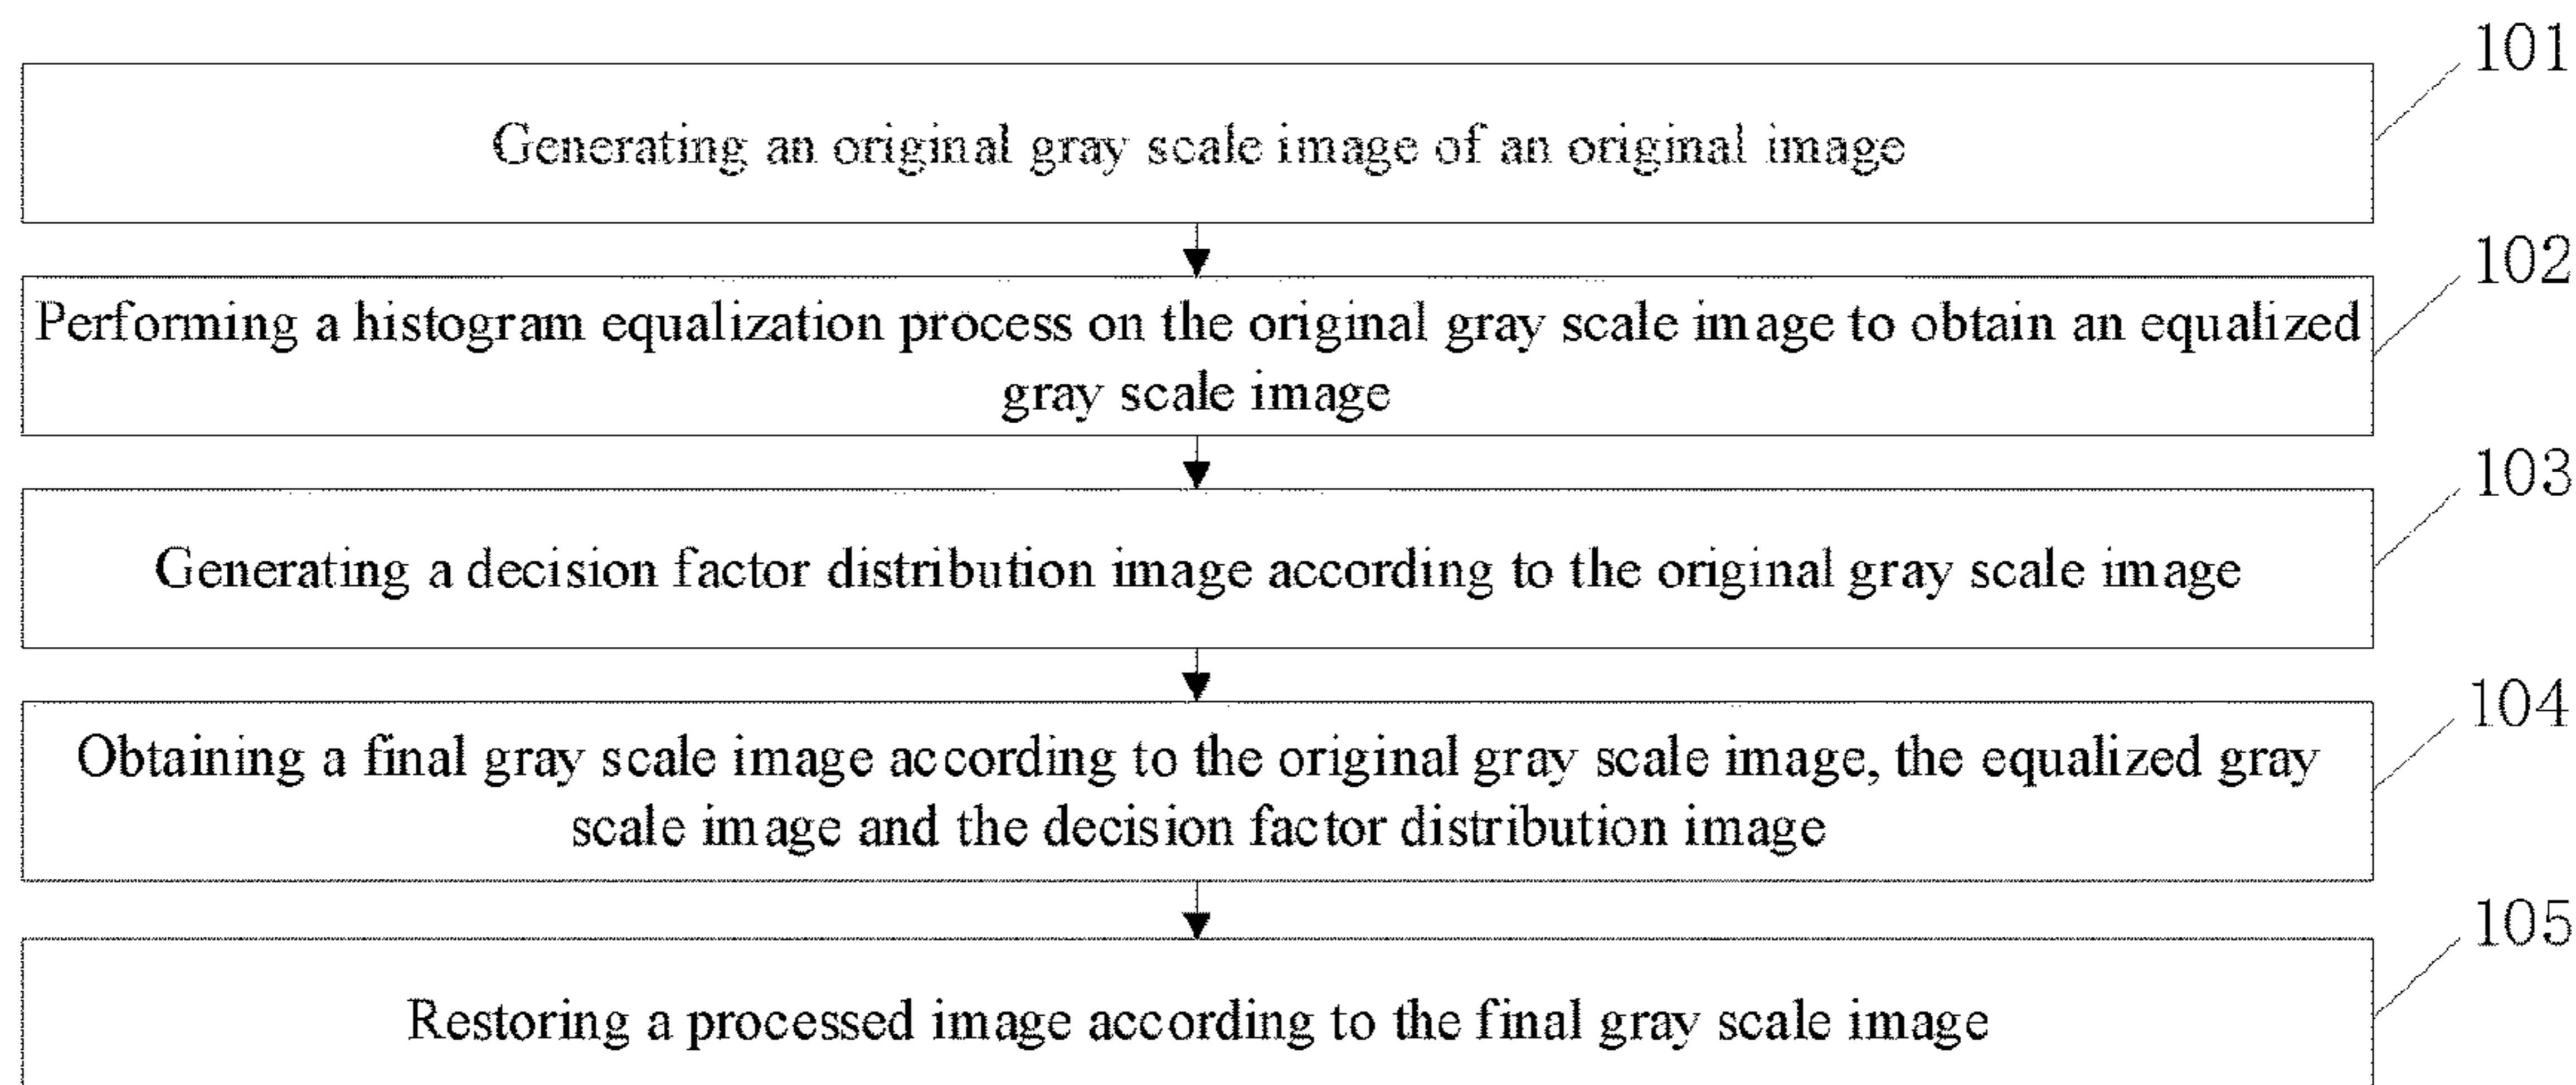 101
Generating an original gray scale image of an original image
102
Performing a histogram equalization process on the original gray scale image to obtain an equalized
gray scale image
103
Generating a decision factor distribution image according to the original gray scale image
104
Obtaining a final gray scale image according to the original gray scale image, the equalized gray
scale image and the decision factor distribution image
105
Restoring a processed image according to the final gray scale image